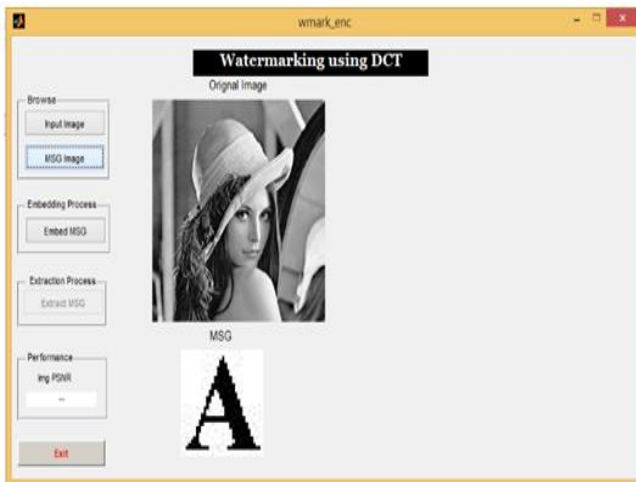 wmark_enc
Watermarking using DCT
Orignal Image
Browse
Input Image
MSG Image
Embedding Process
Embed MSG
Extraction Process
Extract MSG
MSG
A
Performance
Img PSNR
--
Exit